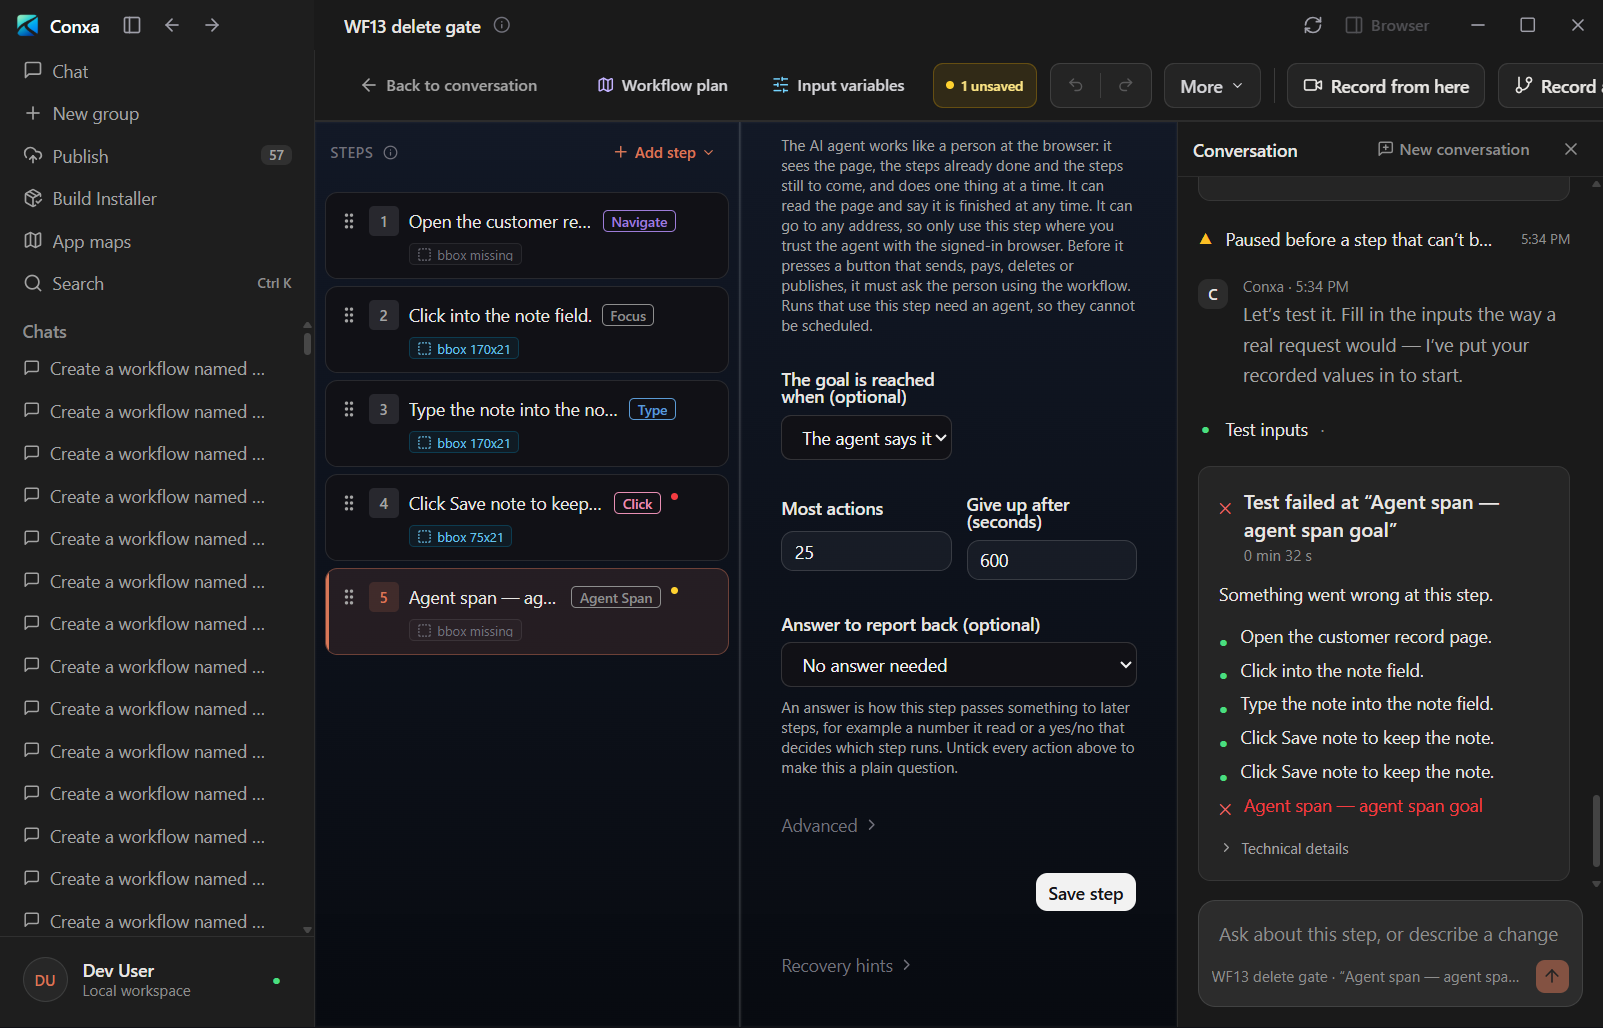 Conxa
WF13 delete gate
Browser
Chat
New group
Publish
57
Build Installer
App maps
Search
Ctrl K
Chats
Create a workflow named ...
Create a workflow named ...
Create a workflow named ...
Create a workflow named ...
Create a workflow named ...
Create a workflow named ...
Create a workflow named ...
Create a workflow named ...
Create a workflow named ...
Create a workflow named ...
Create a workflow named ...
Create a workflow named ...
Create a workflow named ...
Create a workflow named ...
DU
Dev User
Local workspace
Back to conversation
Workflow plan
Input variables
1 unsaved
More
Record from here
Record
STEPS
Add step
1
Open the customer re...
Navigate
bbox missing
2
Click into the note field.
Focus
bbox 170x21
3
Type the note into the no...
Type
bbox 170x21
4
Click Save note to keep...
Click
bbox 75x21
5
Agent span — ag...
Agent Span
bbox missing
The AI agent works like a person at the browser: it
sees the page, the steps already done and the steps
still to come, and does one thing at a time. It can
read the page and say it is finished at any time. It can
go to any address, so only use this step where you
trust the agent with the signed-in browser. Before it
presses a button that sends, pays, deletes or
publishes, it must ask the person using the workflow.
Runs that use this step need an agent, so they cannot
be scheduled.
The goal is reached
when (optional)
The agent says it
Most actions
25
Give up after
(seconds)
600
Answer to report back (optional)
No answer needed
An answer is how this step passes something to later
steps, for example a number it read or a yes/no that
decides which step runs. Untick every action above to
make this a plain question.
Advanced
Save step
Recovery hints
Conversation
New conversation
Paused before a step that can’t b...
5:34 PM
C
Conxa · 5:34 PM
Let’s test it. Fill in the inputs the way a
real request would — I’ve put your
recorded values in to start.
Test inputs ·
Test failed at “Agent span —
agent span goal”
0 min 32 s
Something went wrong at this step.
Open the customer record page.
Click into the note field.
Type the note into the note field.
Click Save note to keep the note.
Click Save note to keep the note.
Agent span — agent span goal
Technical details
Ask about this step, or describe a change
WF13 delete gate · “Agent span — agent spa...